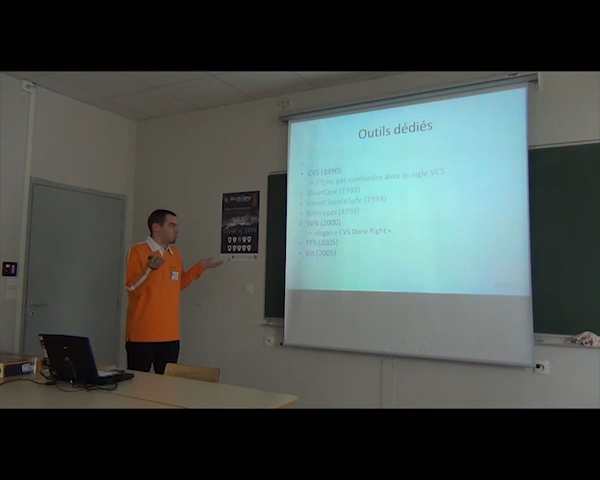 Outils dédiés
...
• CVS (1990)
– ne pas confondre avec le sigle VCS
• ClearCase (1992)
• Visual SourceSafe (1994)
• BitKeeper (1998)
• SVN (2000)
– slogan « CVS Done Right »
• TFS (2005)
• Git (2005)